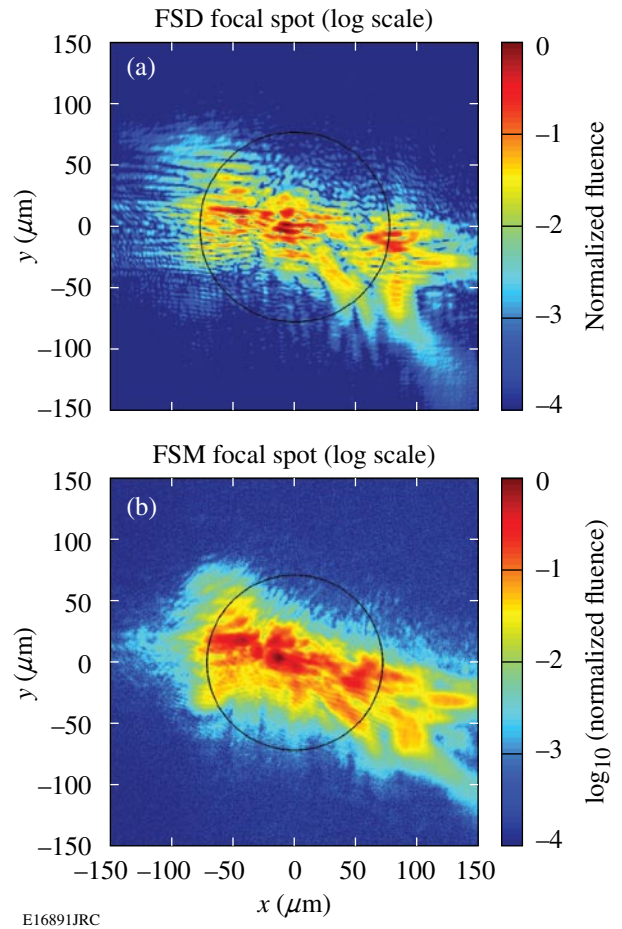 FSD focal spot (log scale)
(a)
150
100
50
0
−50
−100
−150
y (μm)
0
−1
−2
−3
−4
Normalized fluence
FSM focal spot (log scale)
(b)
150
100
50
0
−50
−100
−150
y (μm)
0
−1
−2
−3
−4
log10 (normalized fluence)
−150 −100 −50 0 50 100 150
x (μm)
E16891JRC